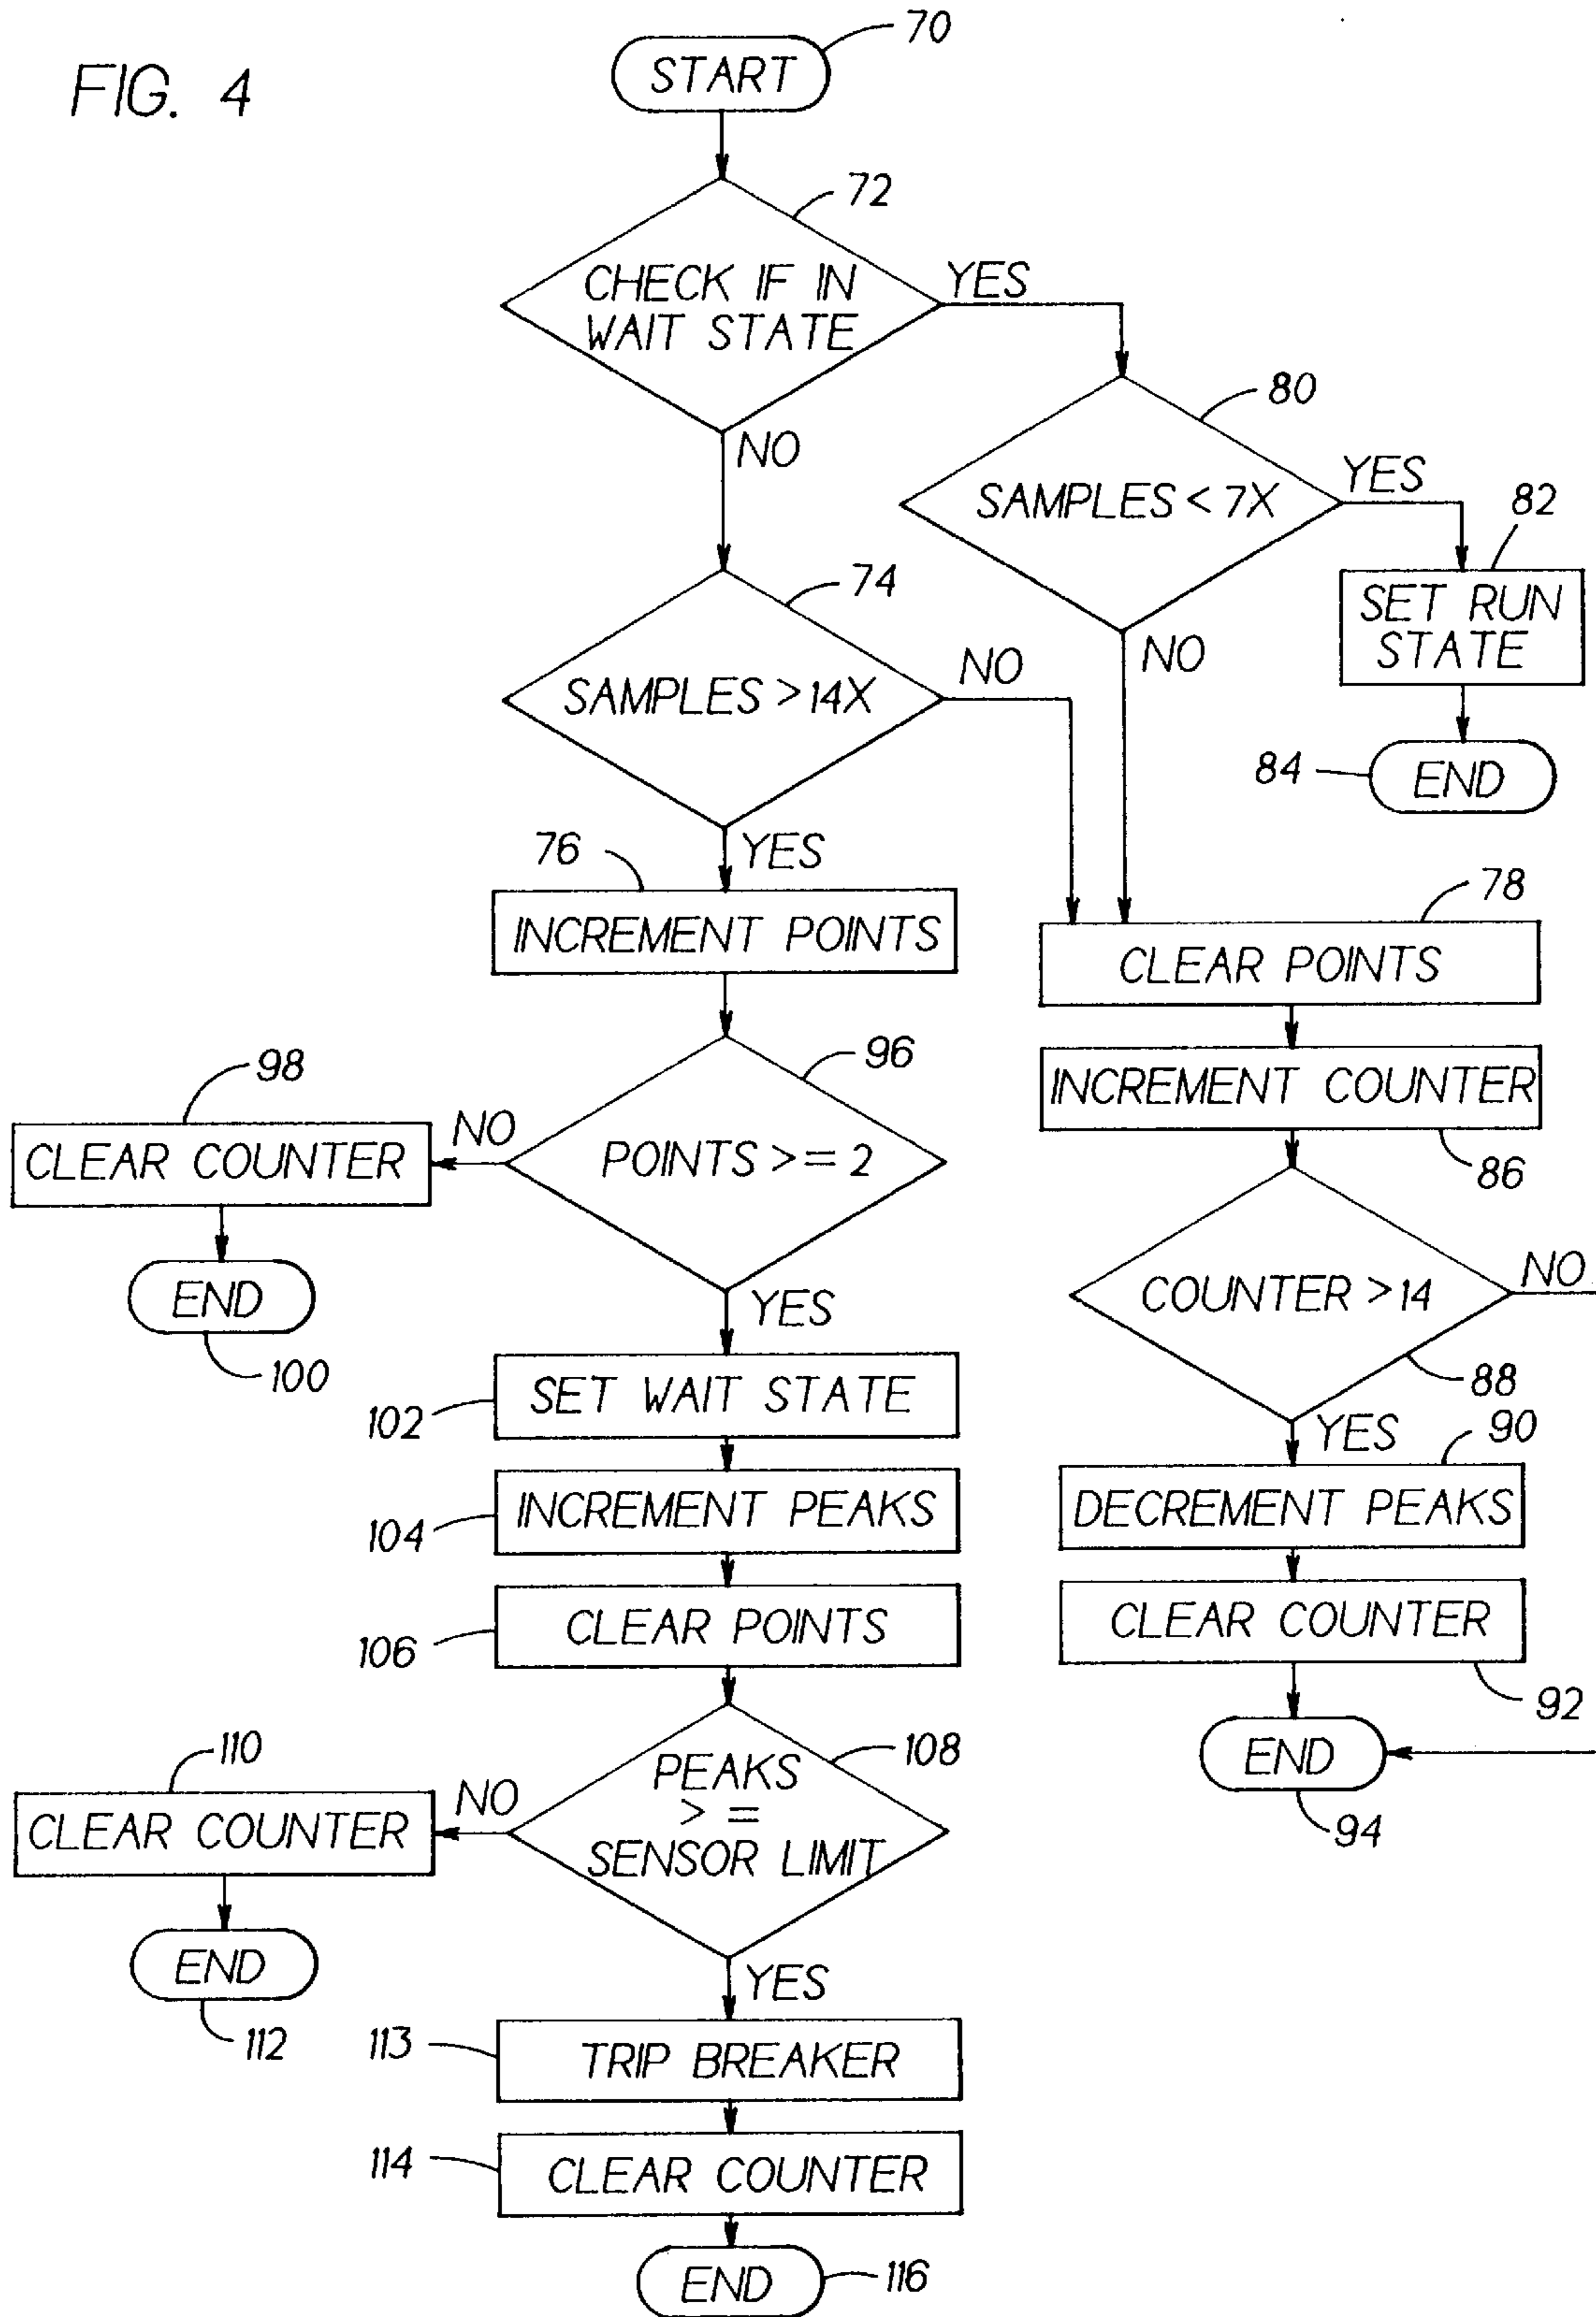 FIG. 4
START
70
72
CHECK IF IN
WAIT STATE
YES
NO
80
SAMPLES < 7X
YES
NO
82
SET RUN
STATE
84
END
74
SAMPLES > 14X
NO
YES
76
INCREMENT POINTS
78
CLEAR POINTS
INCREMENT COUNTER
86
96
POINTS >= 2
NO
98
CLEAR COUNTER
END
100
YES
COUNTER > 14
NO
88
YES
90
DECREMENT PEAKS
CLEAR COUNTER
92
END
94
SET WAIT STATE
102
INCREMENT PEAKS
104
CLEAR POINTS
106
108
PEAKS
> =
SENSOR LIMIT
NO
110
CLEAR COUNTER
END
112
YES
113
TRIP BREAKER
114
CLEAR COUNTER
END
116